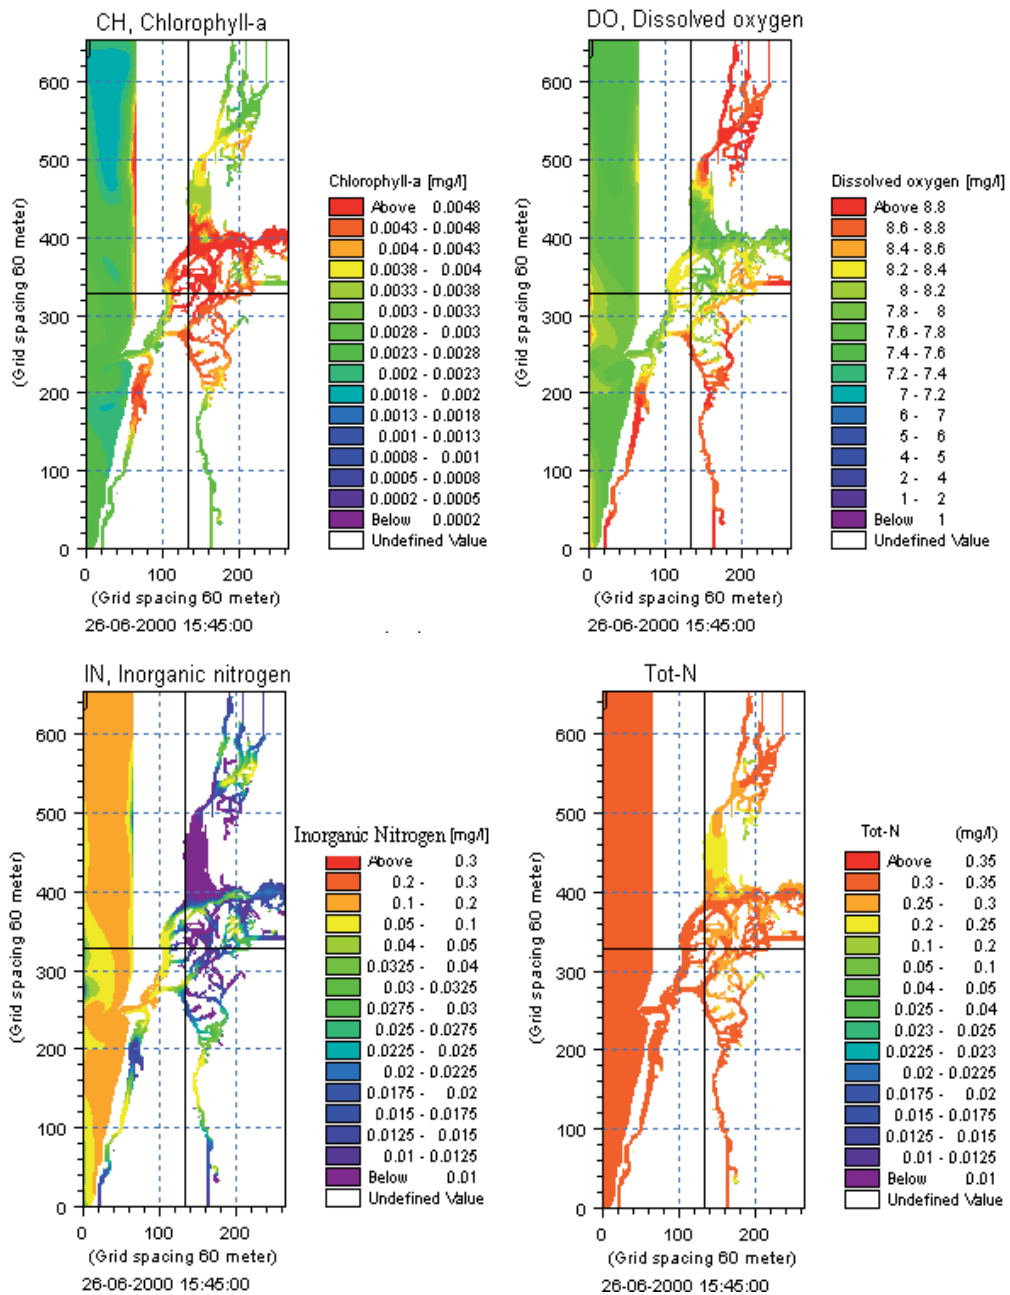 CH, Chlorophyll-a
(Grid spacing 60 meter)
600
500
400
300
200
100
0
0 100 200
(Grid spacing 60 meter)
26-06-2000 15:45:00
Chlorophyll-a [mg/l]
Above 0.0048
0.0043 - 0.0048
0.004 - 0.0043
0.0038 - 0.004
0.0033 - 0.0038
0.003 - 0.0033
0.0028 - 0.003
0.0023 - 0.0028
0.002 - 0.0023
0.0018 - 0.002
0.0013 - 0.0018
0.001 - 0.0013
0.0008 - 0.001
0.0005 - 0.0008
0.0002 - 0.0005
Below 0.0002
Undefined Value
DO, Dissolved oxygen
(Grid spacing 60 meter)
600
500
400
300
200
100
0
0 100 200
(Grid spacing 60 meter)
26-06-2000 15:45:00
Dissolved oxygen [mg/l]
Above 8.8
8.6 - 8.8
8.4 - 8.6
8.2 - 8.4
8 - 8.2
7.8 - 8
7.6 - 7.8
7.4 - 7.6
7.2 - 7.4
7 - 7.2
6 - 7
5 - 6
4 - 5
2 - 4
1 - 2
Below 1
Undefined Value
IN, Inorganic nitrogen
(Grid spacing 60 meter)
600
500
400
300
200
100
0
0 100 200
(Grid spacing 60 meter)
26-06-2000 15:45:00
Inorganic Nitrogen [mg/l]
Above 0.3
0.2 - 0.3
0.1 - 0.2
0.05 - 0.1
0.04 - 0.05
0.0325 - 0.04
0.03 - 0.0325
0.0275 - 0.03
0.025 - 0.0275
0.0225 - 0.025
0.02 - 0.0225
0.0175 - 0.02
0.015 - 0.0175
0.0125 - 0.015
0.01 - 0.0125
Below 0.01
Undefined Value
Tot-N
(Grid spacing 60 meter)
600
500
400
300
200
100
0
0 100 200
(Grid spacing 60 meter)
26-06-2000 15:45:00
Tot-N (mg/l)
Above 0.35
0.3 - 0.35
0.25 - 0.3
0.2 - 0.25
0.1 - 0.2
0.05 - 0.1
0.04 - 0.05
0.025 - 0.04
0.023 - 0.025
0.0225 - 0.023
0.02 - 0.0225
0.0175 - 0.02
0.015 - 0.0175
0.0125 - 0.015
0.01 - 0.0125
Below 0.01
Undefined Value